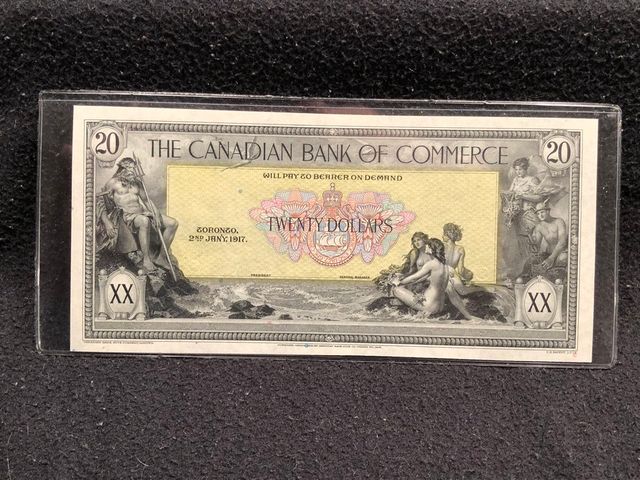 20 THE CANADIAN BANK OF COMMERCE 20
WILL PAY TO BEARER ON DEMAND
TWENTY DOLLARS
TORONTO,
2ND JANY. 1917.
PRESIDENT GENERAL MANAGER
XX XX